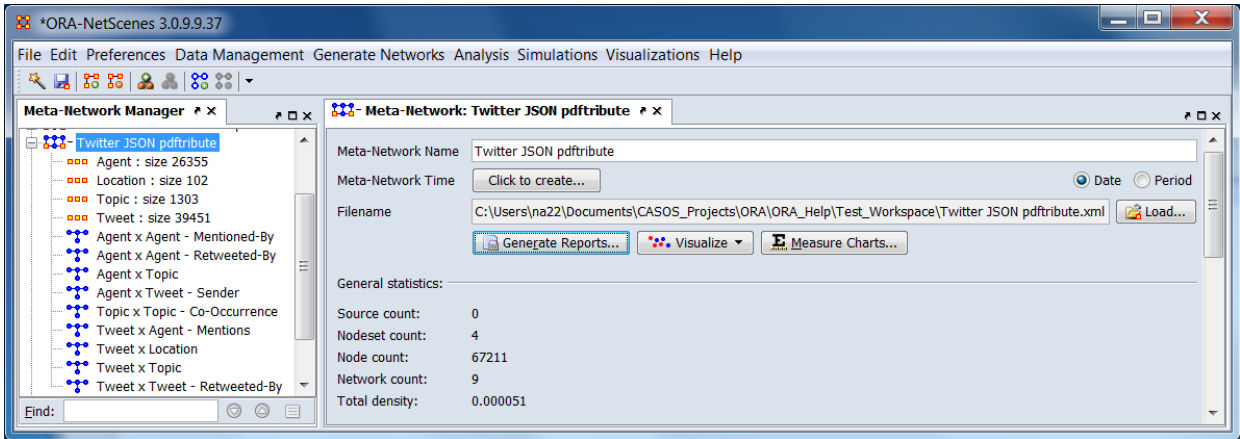 *ORA-NetScenes 3.0.9.9.37
File Edit Preferences Data Management Generate Networks Analysis Simulations Visualizations Help
Meta-Network Manager
Twitter JSON pdftribute
Agent : size 26355
Location : size 102
Topic : size 1303
Tweet : size 39451
Agent x Agent - Mentioned-By
Agent x Agent - Retweeted-By
Agent x Topic
Agent x Tweet - Sender
Topic x Topic - Co-Occurrence
Tweet x Agent - Mentions
Tweet x Location
Tweet x Topic
Tweet x Tweet - Retweeted-By
Find:
Meta-Network: Twitter JSON pdftribute
Meta-Network Name Twitter JSON pdftribute
Meta-Network Time Click to create... Date Period
Filename C:\Users\na22\Documents\CASOS_Projects\ORA\ORA_Help\Test_Workspace\Twitter JSON pdftribute.xml Load...
Generate Reports... Visualize Measure Charts...
General statistics:
Source count: 0
Nodeset count: 4
Node count: 67211
Network count: 9
Total density: 0.000051